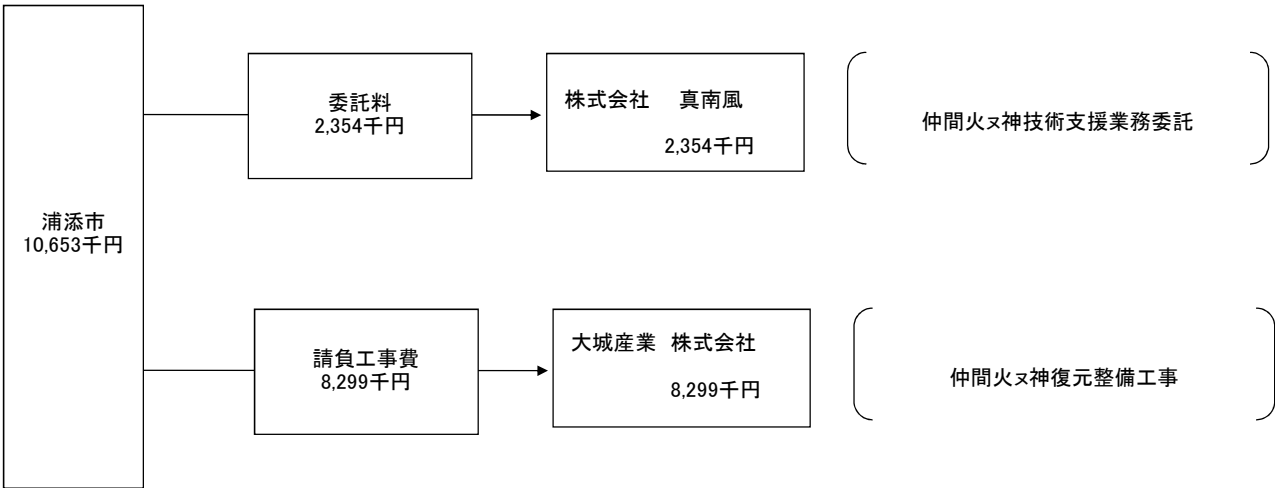 浦添市
10,653千円
委託料
2,354千円
株式会社　真南風
2,354千円
仲間火ヌ神技術支援業務委託
請負工事費
8,299千円
大城産業 株式会社
8,299千円
仲間火ヌ神復元整備工事